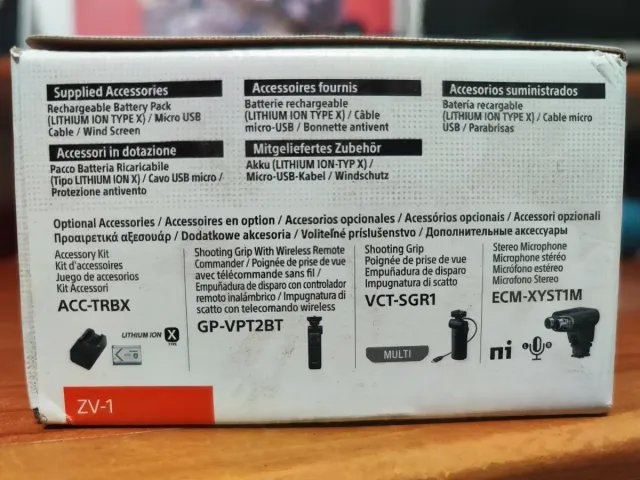 Supplied Accessories
Rechargeable Battery Pack
(LITHIUM ION TYPE X) / Micro USB
Cable / Wind Screen
Accessoires fournis
Batterie rechargeable
(LITHIUM ION TYPE X) / Câble
micro-USB / Bonnette antivent
Accesorios suministrados
Batería recargable
(LITHIUM ION TYPE X) / Cable micro
USB / Parabrisas
Accessori in dotazione
Pacco Batteria Ricaricabile
(Tipo LITHIUM ION X) / Cavo USB micro /
Protezione antivento
Mitgeliefertes Zubehör
Akku (LITHIUM-ION-TYP X) /
Micro-USB-Kabel / Windschutz
Optional Accessories / Accessoires en option / Accesorios opcionales / Acessórios opcionais / Accessori opzionali
Προαιρετικά αξεσουάρ / Dodatkowe akcesoria / Voliteľné príslušenstvo / Дополнительные аксессуары
Accessory Kit
Kit d'accessoires
Juego de accesorios
Kit Accessori
ACC-TRBX
LITHIUM ION X
TYPE
Shooting Grip With Wireless Remote
Commander / Poignée de prise de vue
avec télécommande sans fil /
Empuñadura de disparo con controlador
remoto inalámbrico / Impugnatura di
scatto con telecomando wireless
GP-VPT2BT
Shooting Grip
Poignée de prise de vue
Empuñadura de disparo
Impugnatura di scatto
VCT-SGR1
MULTI
Stereo Microphone
Microphone stéréo
Micrófono estéreo
Microfono Stereo
ECM-XYST1M
L R
ZV-1